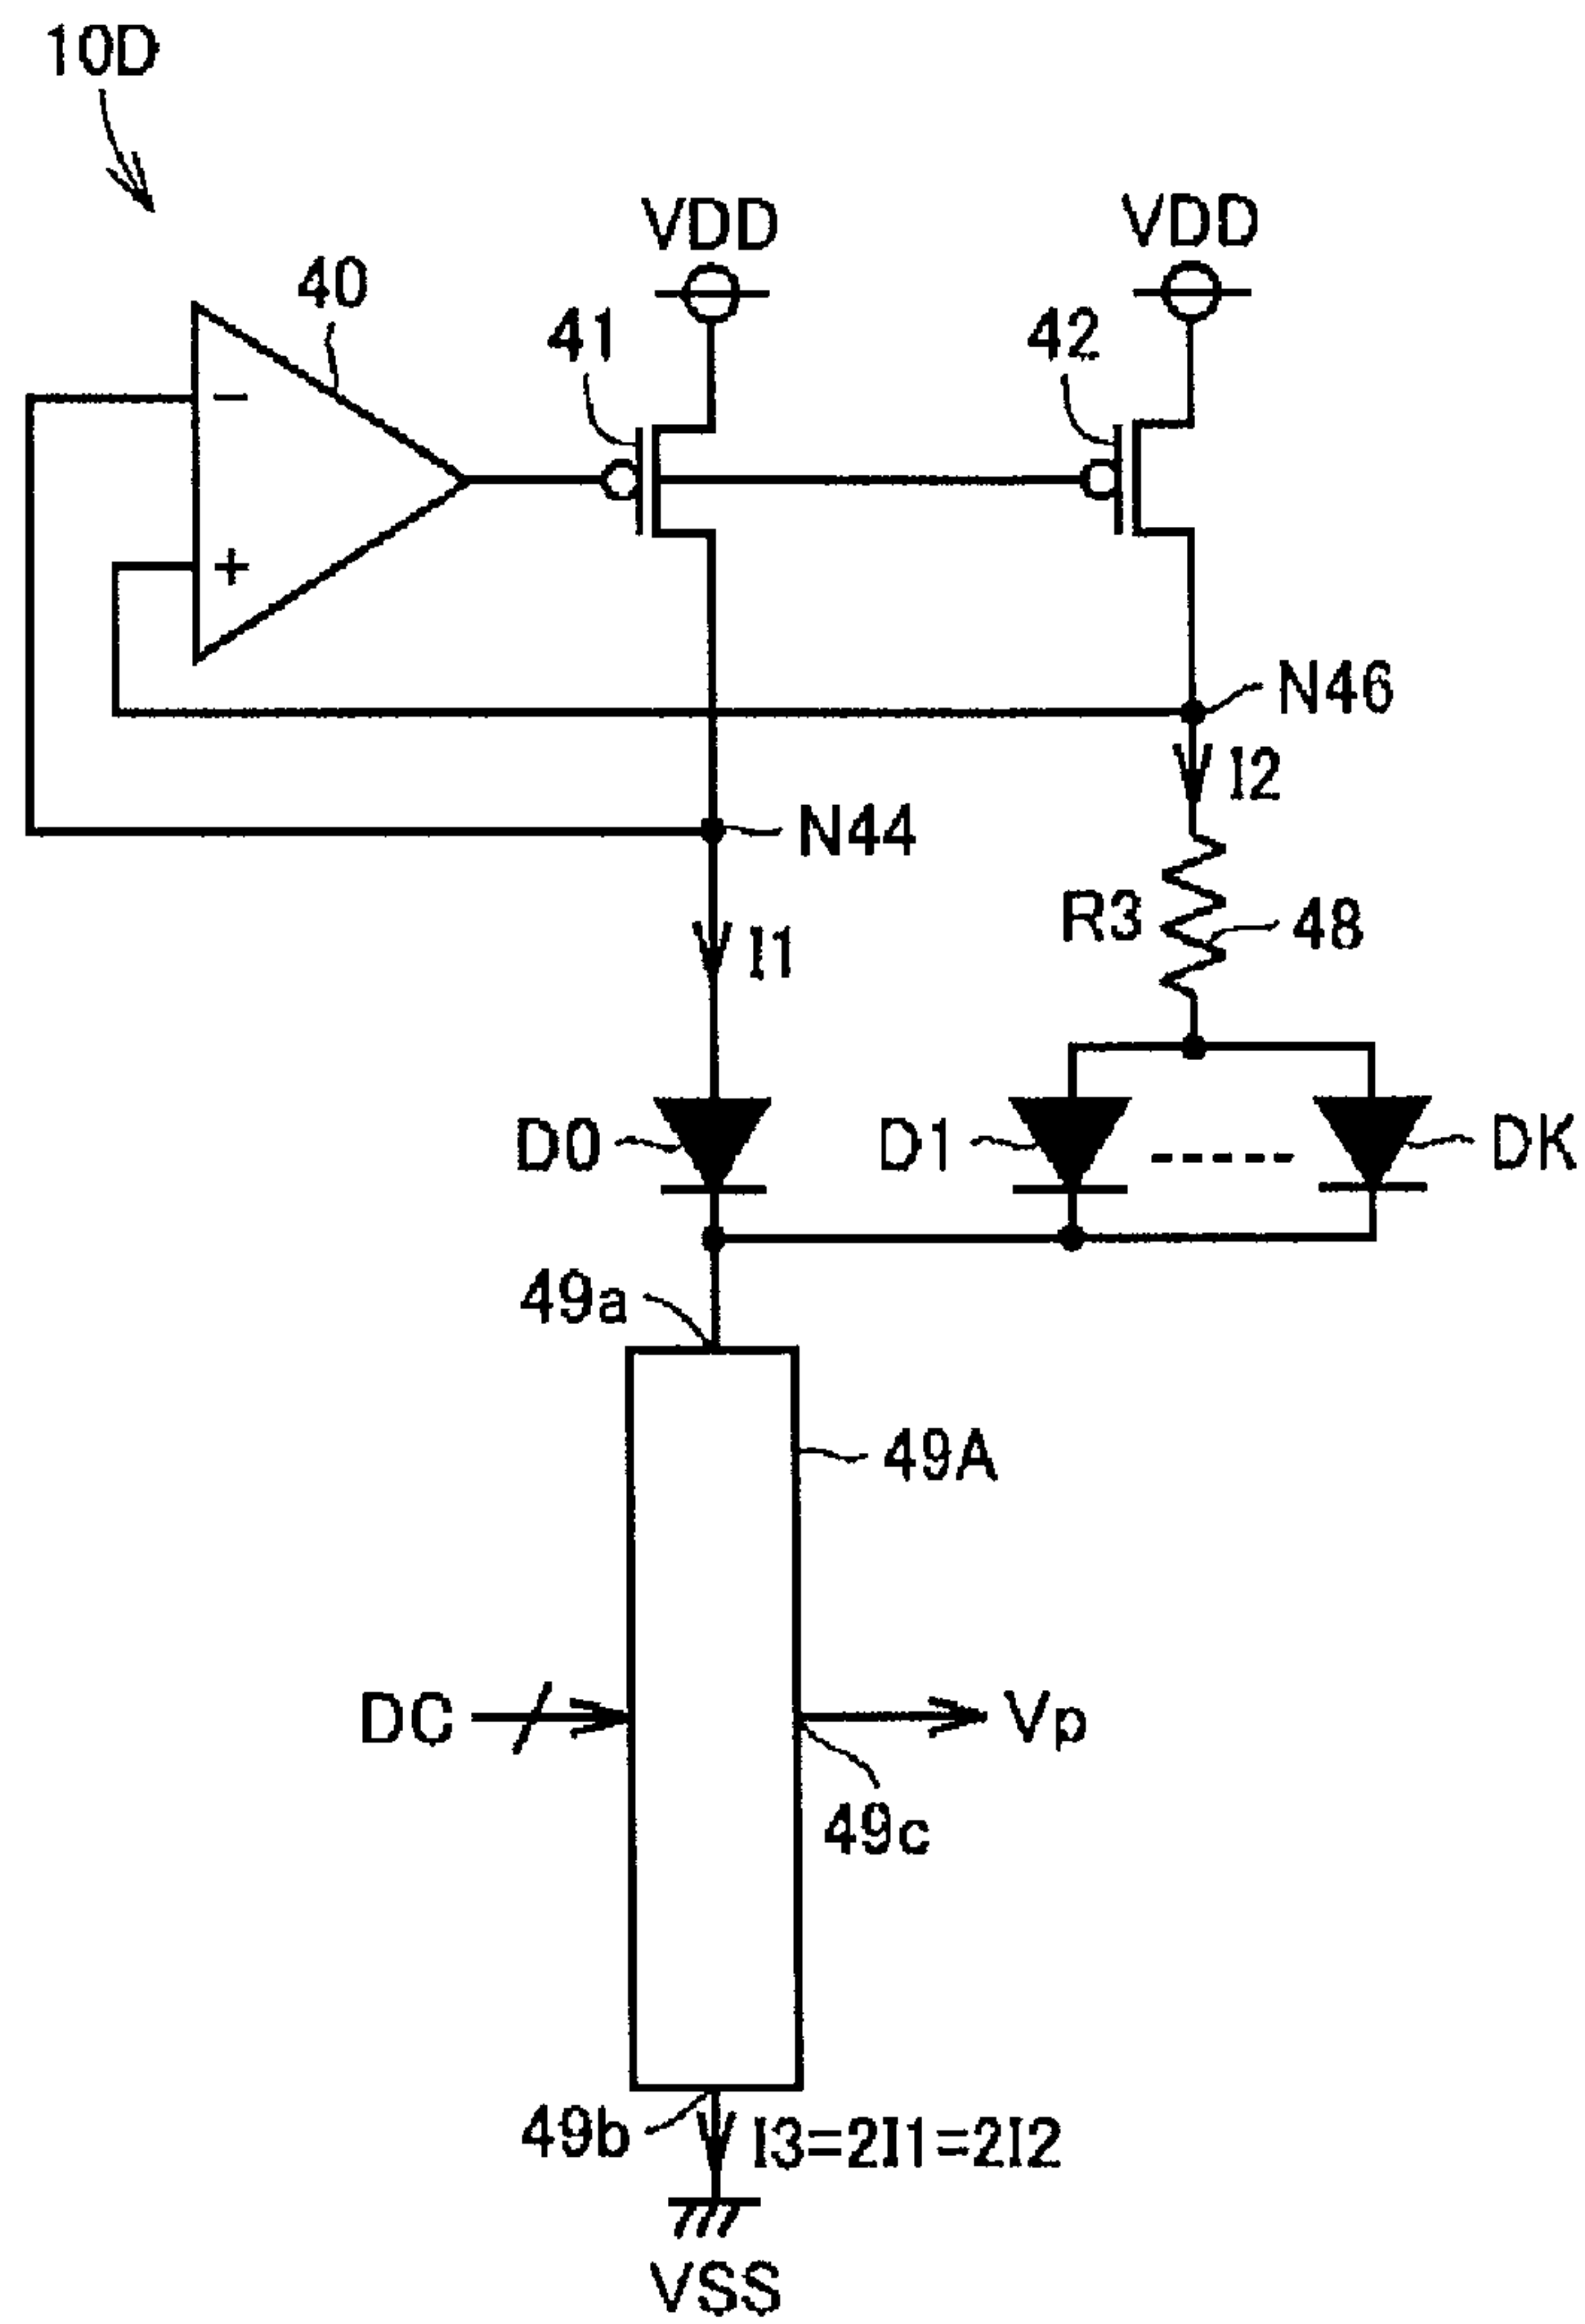 10D
VDD
VDD
40
41
42
-
+
N46
I2
N44
R3
48
I1
D0
D1
DK
49a
49A
DC
Vp
49c
49b
I3=2I1=2I2
VSS